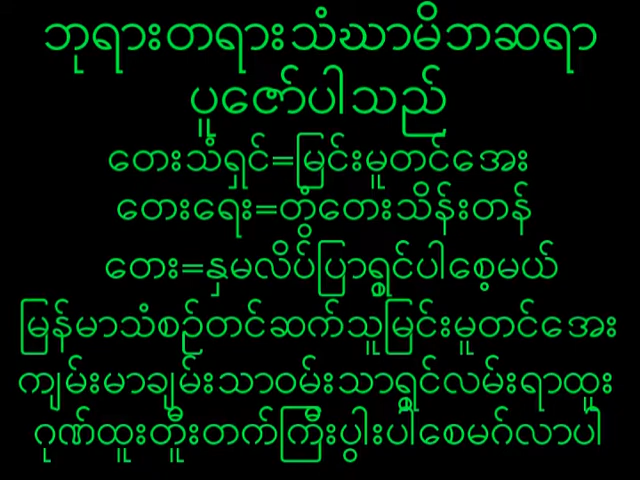 ဘုရားတရားသံဃာမိဘဆရာ
ပူဇော်ပါသည်
တေးသံရှင်=မြင်းမူတင်အေး
တေးရေး=တွံတေးသိန်းတန်
တေး=နှမလိပ်ပြာရွှင်ပါစေ့မယ်
မြန်မာသံစဉ်တင်ဆက်သူမြင်းမူတင်အေး
ကျမ်းမာချမ်းသာဝမ်းသာရွှင်လမ်းရာထူး
ဂုဏ်ထူးတိူးတက်ကြီးပွါးပါစေမင်္ဂလာပါ